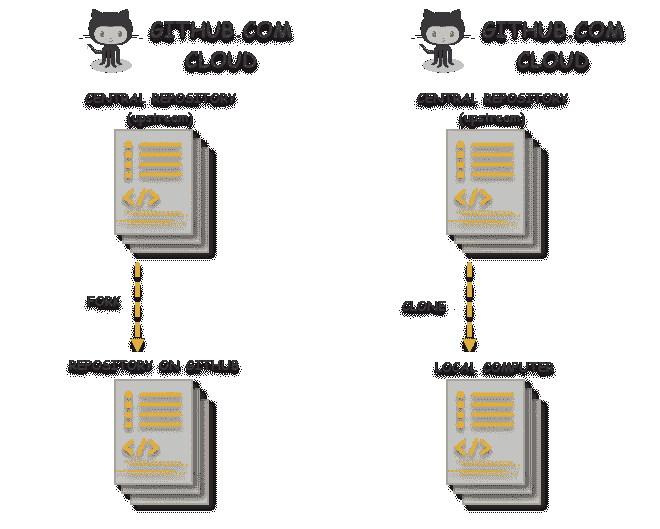 GITHUB.COM
CLOUD
CENTRAL REPOSITORY
(upstream)
</>
FORK
REPOSITORY ON GITHUB
</>
GITHUB.COM
CLOUD
CENTRAL REPOSITORY
(upstream)
</>
CLONE
LOCAL COMPUTER
</>